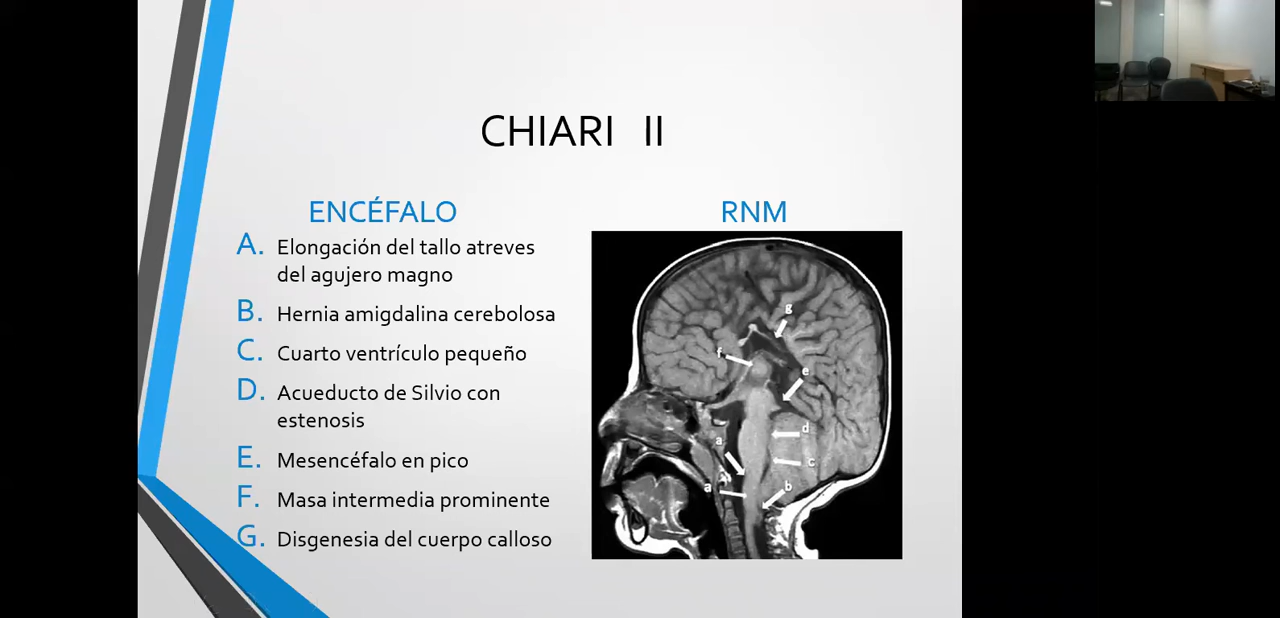 CHIARI II
ENCÉFALO
A. Elongación del tallo atreves
del agujero magno
B. Hernia amigdalina cerebolosa
C. Cuarto ventrículo pequeño
D. Acueducto de Silvio con
estenosis
E. Mesencéfalo en pico
F. Masa intermedia prominente
G. Disgenesia del cuerpo calloso
RNM
g
f
e
d
a
c
a
b